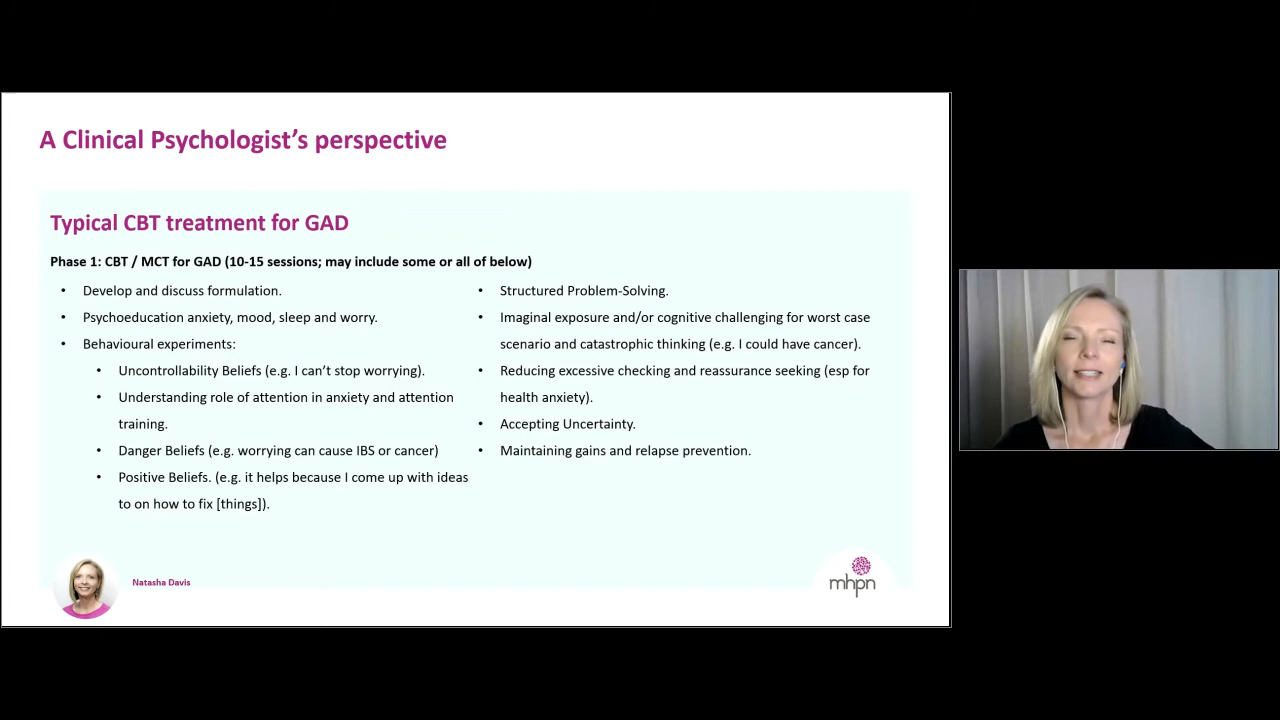 A Clinical Psychologist’s perspective
Typical CBT treatment for GAD
Phase 1: CBT / MCT for GAD (10-15 sessions; may include some or all of below)
• Develop and discuss formulation.
• Psychoeducation anxiety, mood, sleep and worry.
• Behavioural experiments:
• Uncontrollability Beliefs (e.g. I can’t stop worrying).
• Understanding role of attention in anxiety and attention
training.
• Danger Beliefs (e.g. worrying can cause IBS or cancer)
• Positive Beliefs. (e.g. it helps because I come up with ideas
to on how to fix [things]).
• Structured Problem-Solving.
• Imaginal exposure and/or cognitive challenging for worst case
scenario and catastrophic thinking (e.g. I could have cancer).
• Reducing excessive checking and reassurance seeking (esp for
health anxiety).
• Accepting Uncertainty.
• Maintaining gains and relapse prevention.
Natasha Davis
mhpn